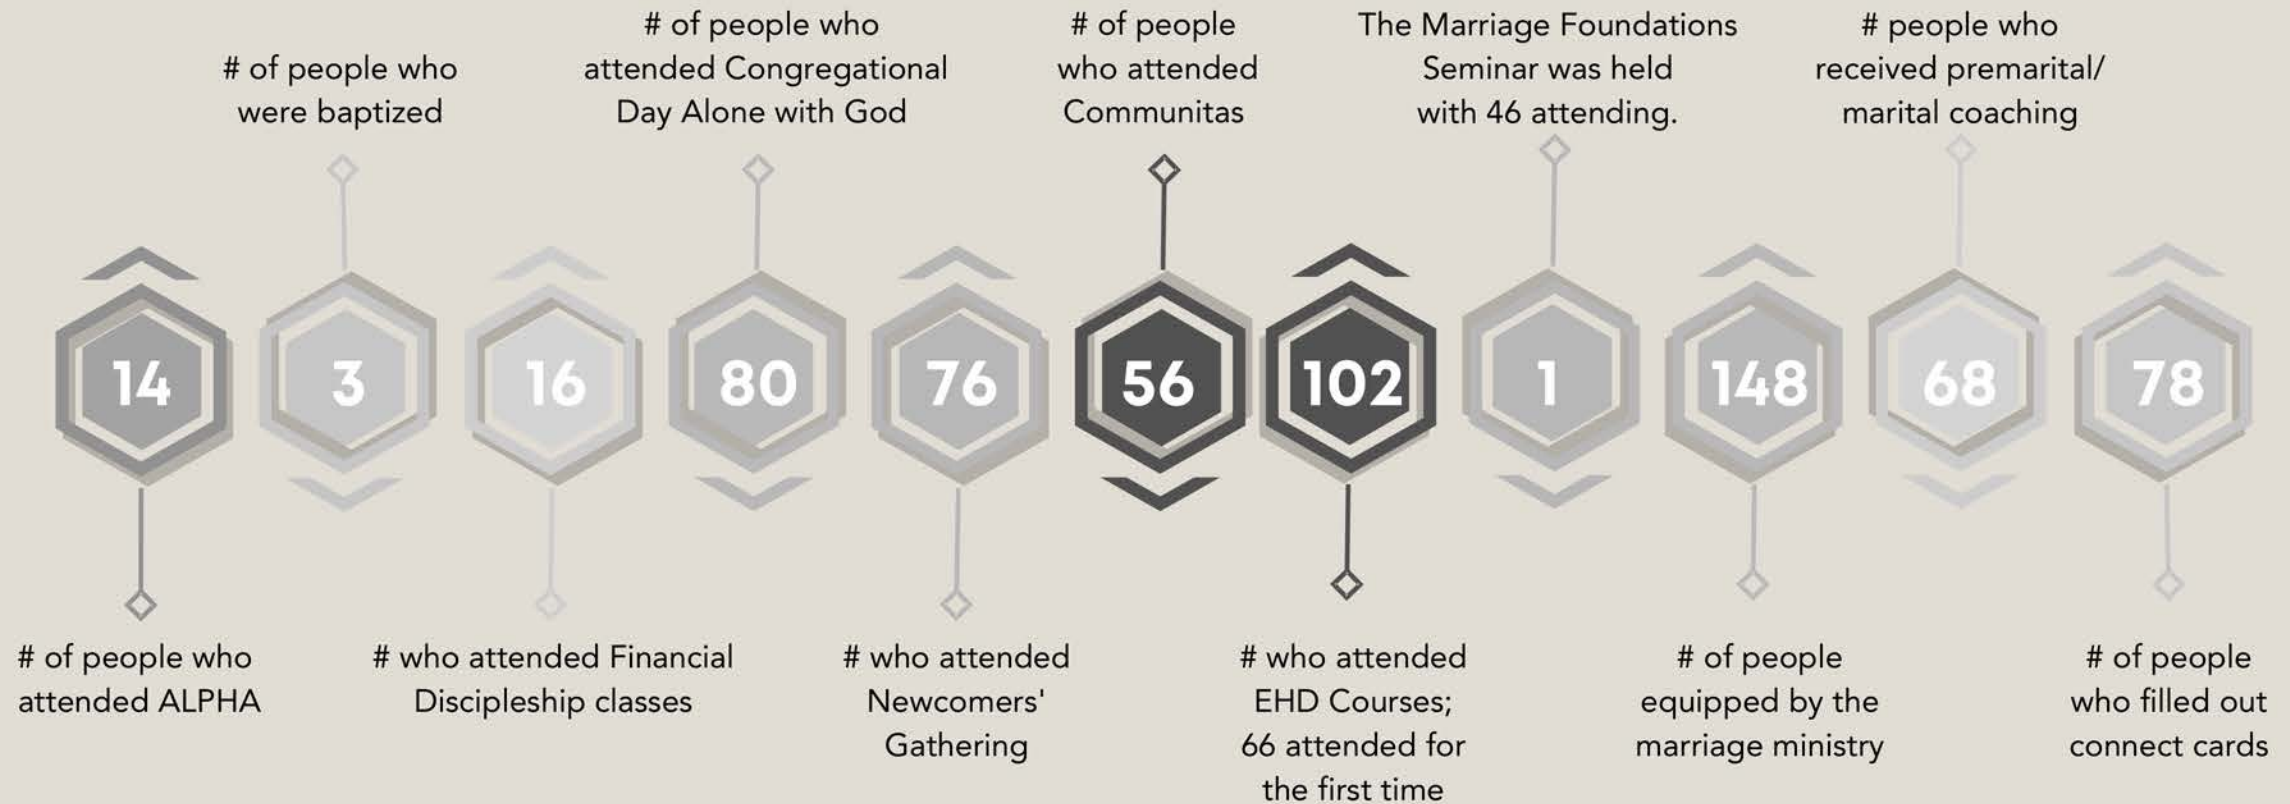 # of people who
were baptized
# of people who
attended Congregational
Day Alone with God
# of people
who attended
Communitas
The Marriage Foundations
Seminar was held
with 46 attending.
# people who
received premarital/
marital coaching
14
3
16
80
76
56
102
1
148
68
78
# of people who
attended ALPHA
# who attended Financial
Discipleship classes
# who attended
Newcomers'
Gathering
# who attended
EHD Courses;
66 attended for
the first time
# of people
equipped by the
marriage ministry
# of people
who filled out
connect cards